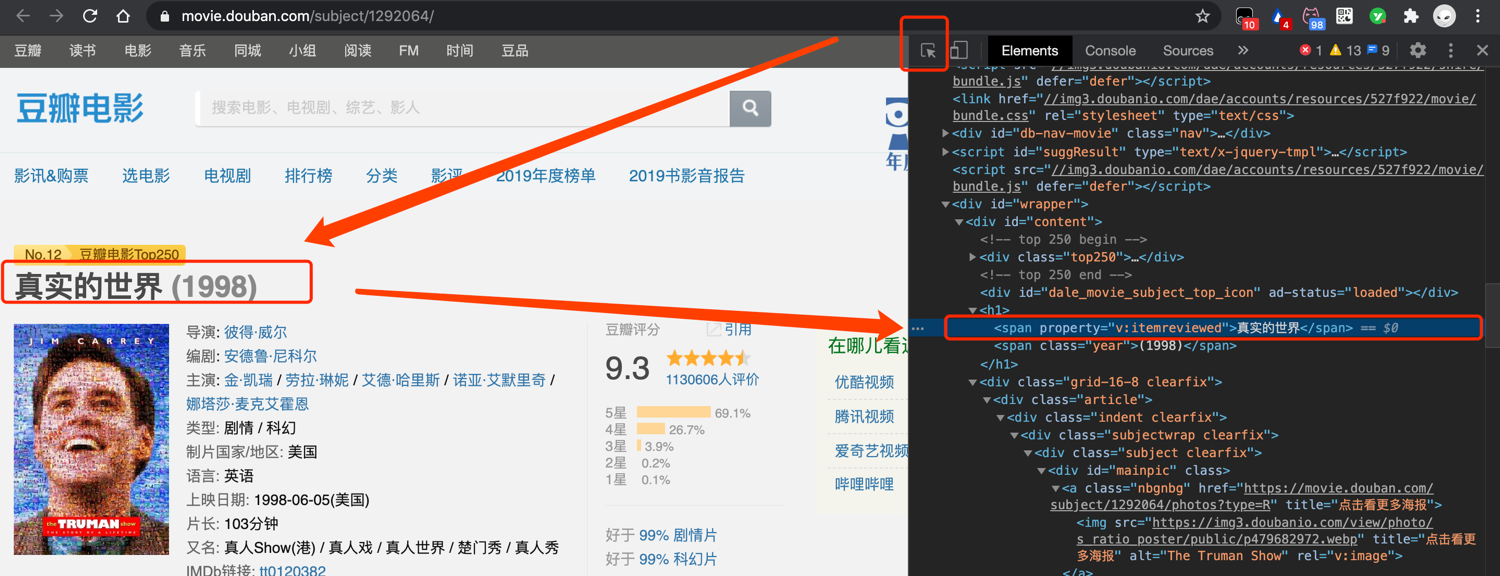 movie.douban.com/subject/1292064/
10
4
98
豆瓣 读书 电影 音乐 同城 小组 阅读 FM 时间 豆品
豆瓣电影
搜索电影、电视剧、综艺、影人
影讯&购票 选电影 电视剧 排行榜 分类 影评 2019年度榜单 2019书影音报告
No.12 豆瓣电影Top250
真实的世界 (1998)
JIM CARREY
the TRUMAN show
THE STORY OF A LIFETIME
导演: 彼得·威尔
编剧: 安德鲁·尼科尔
主演: 金·凯瑞 / 劳拉·琳妮 / 艾德·哈里斯 / 诺亚·艾默里奇 /
娜塔莎·麦克艾霍恩
类型: 剧情 / 科幻
制片国家/地区: 美国
语言: 英语
上映日期: 1998-06-05(美国)
片长: 103分钟
又名: 真人Show(港) / 真人戏 / 真人世界 / 楚门秀 / 真人秀
IMDb链接: tt0120382
豆瓣评分 引用
9.3
1130606人评价
5星 69.1%
4星 26.7%
3星 3.9%
2星 0.2%
1星 0.1%
好于 99% 剧情片
好于 99% 科幻片
年
在哪儿看这
优酷视频
腾讯视频
爱奇艺视频
哔哩哔哩
Elements Console Sources » 1 13 9
bundle.js" defer="defer"></script>
<link href="//img3.doubanio.com/dae/accounts/resources/527f922/movie/
bundle.css" rel="stylesheet" type="text/css">
<div id="db-nav-movie" class="nav">…</div>
<script id="suggResult" type="text/x-jquery-tmpl">…</script>
<script src="//img3.doubanio.com/dae/accounts/resources/527f922/movie/
bundle.js" defer="defer"></script>
<div id="wrapper">
<div id="content">
<!-- top 250 begin -->
<div class="top250">…</div>
<!-- top 250 end -->
<div id="dale_movie_subject_top_icon" ad-status="loaded"></div>
<h1>
<span property="v:itemreviewed">真实的世界</span> == $0
<span class="year">(1998)</span>
</h1>
<div class="grid-16-8 clearfix">
<div class="article">
<div class="indent clearfix">
<div class="subjectwrap clearfix">
<div class="subject clearfix">
<div id="mainpic" class>
<a class="nbgnbg" href="https://movie.douban.com/
subject/1292064/photos?type=R" title="点击看更多海报">
<img src="https://img3.doubanio.com/view/photo/
s_ratio_poster/public/p479682972.webp" title="点击看更
多海报" alt="The Truman Show" rel="v:image">
</a>